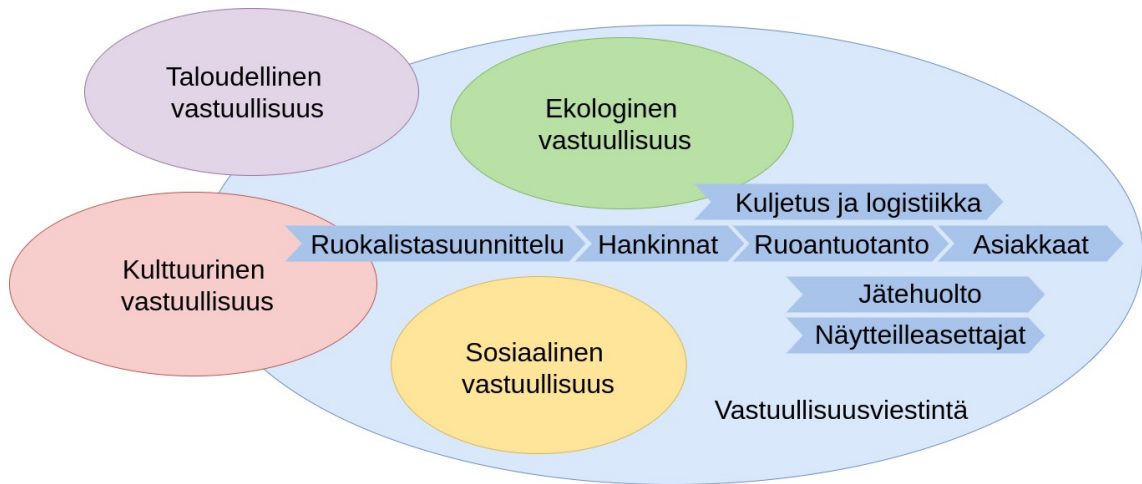 Taloudellinen
vastuullisuus
Ekologinen
vastuullisuus
Kuljetus ja logistiikka
Ruokalistasuunnittelu Hankinnat Ruoantuotanto Asiakkaat
Kulttuurinen
vastuullisuus
Jätehuolto
Näytteilleasettajat
Sosiaalinen
vastuullisuus
Vastuullisuusviestintä